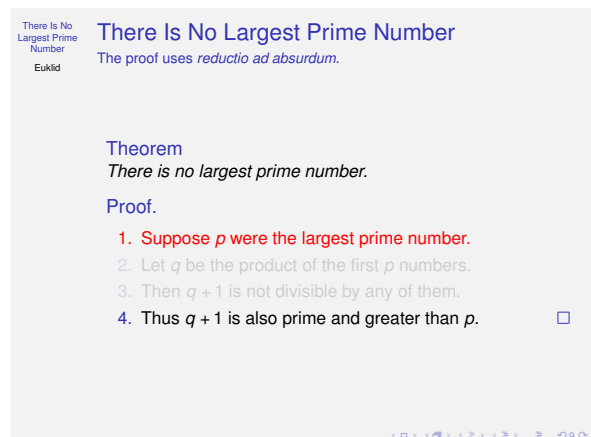 There Is No
Largest Prime
Number
Euklid
There Is No Largest Prime Number
The proof uses reductio ad absurdum.
Theorem
There is no largest prime number.
Proof.
1. Suppose p were the largest prime number.
2. Let q be the product of the first p numbers.
3. Then q + 1 is not divisible by any of them.
4. Thus q + 1 is also prime and greater than p. □